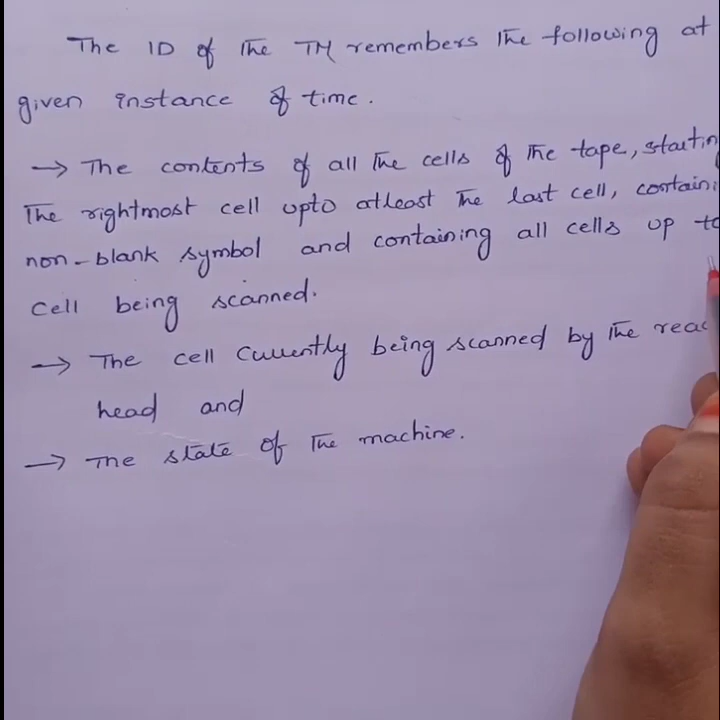 The ID of the TM remembers the following at
given instance of time.
→ The contents of all the cells of the tape, startin
The rightmost cell upto atleast the last cell, contain
non-blank symbol and containing all cells up to
cell being scanned.
→ The cell currently being scanned by the read
head and
→ The state of the machine.